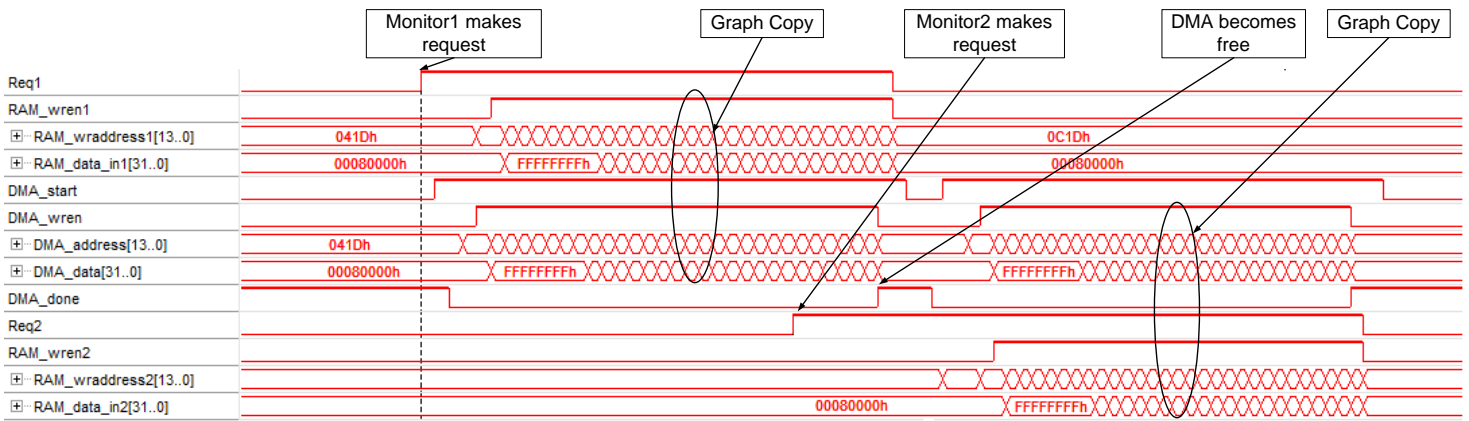 Monitor1 makes
request
Graph Copy
Monitor2 makes
request
DMA becomes
free
Graph Copy
Req1
RAM_wren1
RAM_wraddress1[13..0] 041Dh 0C1Dh
RAM_data_in1[31..0] 00080000h FFFFFFFFh 00080000h
DMA_start
DMA_wren
DMA_address[13..0] 041Dh
DMA_data[31..0] 00080000h FFFFFFFFh FFFFFFFFh
DMA_done
Req2
RAM_wren2
RAM_wraddress2[13..0]
RAM_data_in2[31..0] 00080000h FFFFFFFFh